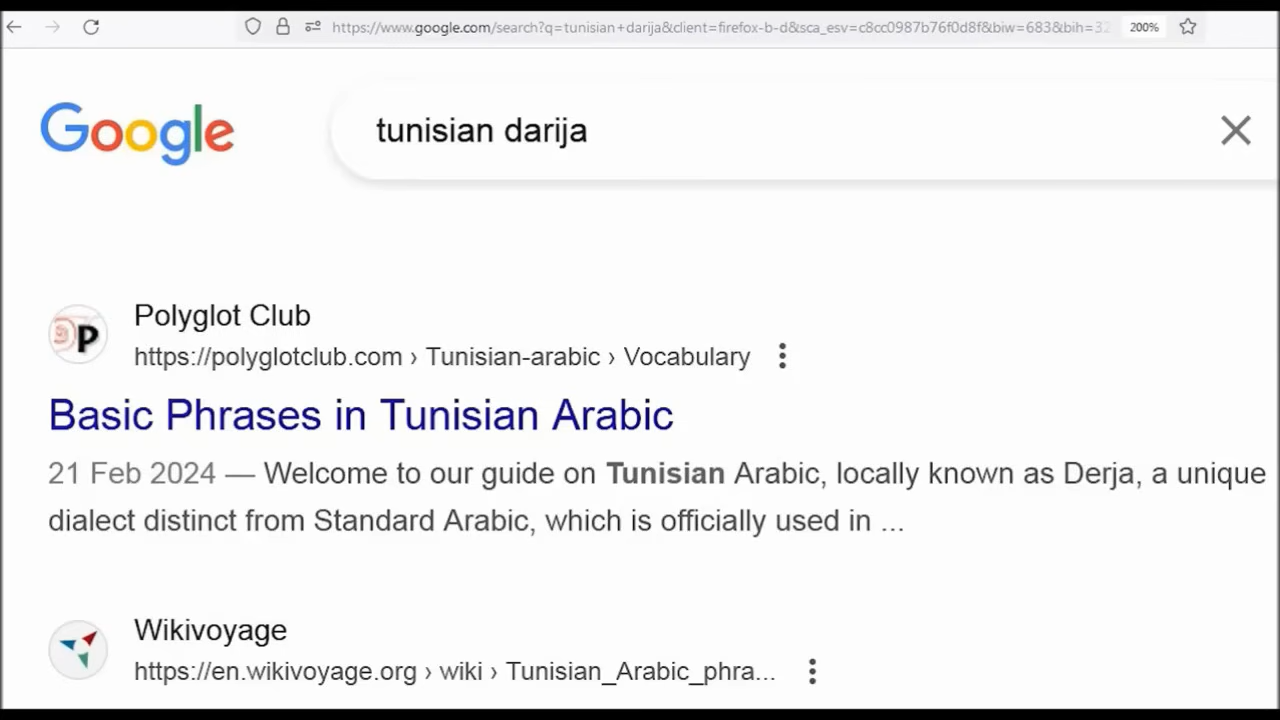 https://www.google.com/search?q=tunisian+darija&client=firefox-b-d&sca_esv=c8cc0987b76f0d8f&biw=683&bih=32
200%
Google
tunisian darija
Polyglot Club
https://polyglotclub.com › Tunisian-arabic › Vocabulary
Basic Phrases in Tunisian Arabic
21 Feb 2024 — Welcome to our guide on Tunisian Arabic, locally known as Derja, a unique
dialect distinct from Standard Arabic, which is officially used in ...
Wikivoyage
https://en.wikivoyage.org › wiki › Tunisian_Arabic_phra...